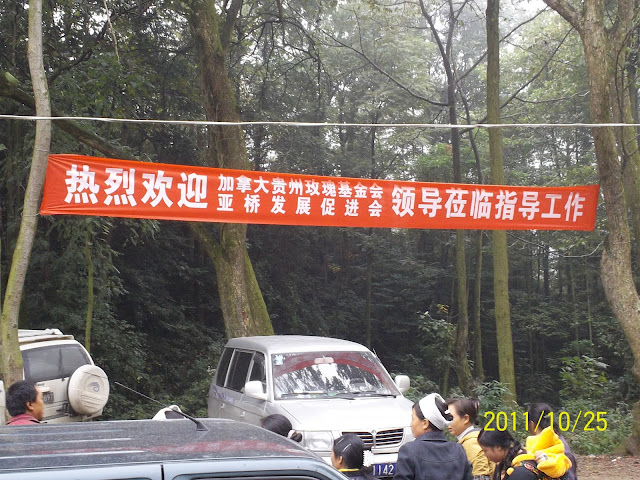 热烈欢迎 加拿大贵州玫瑰基金会 领导莅临指导工作
亚桥发展促进会
1142
2011/10/25